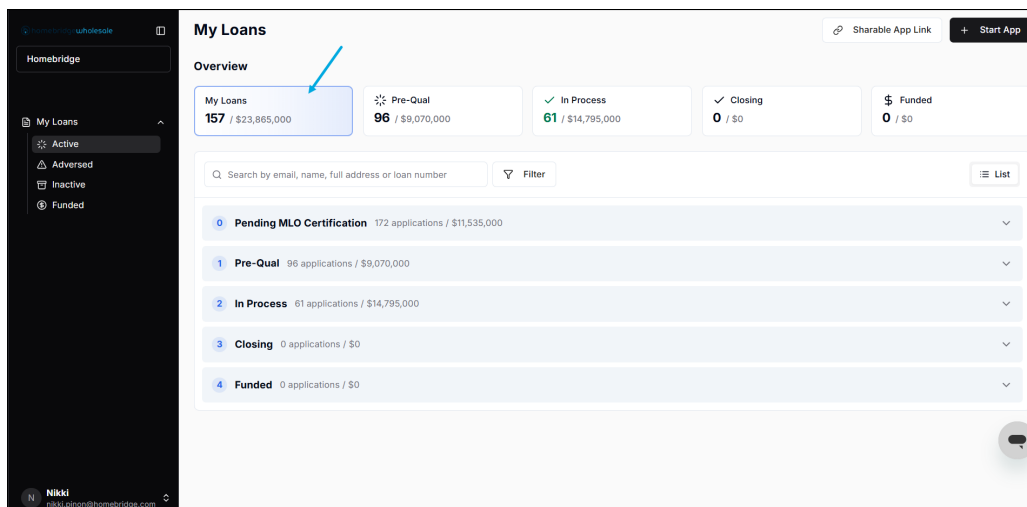 homebridge wholesale
Homebridge
My Loans
Active
Adversed
Inactive
Funded
N
Nikki
nikki.pinon@homebridge.com
My Loans
Sharable App Link
+ Start App
Overview
My Loans
157 / $23,865,000
Pre-Qual
96 / $9,070,000
In Process
61 / $14,795,000
Closing
0 / $0
$ Funded
0 / $0
Search by email, name, full address or loan number
Filter
List
0 Pending MLO Certification 172 applications / $11,535,000
1 Pre-Qual 96 applications / $9,070,000
2 In Process 61 applications / $14,795,000
3 Closing 0 applications / $0
4 Funded 0 applications / $0